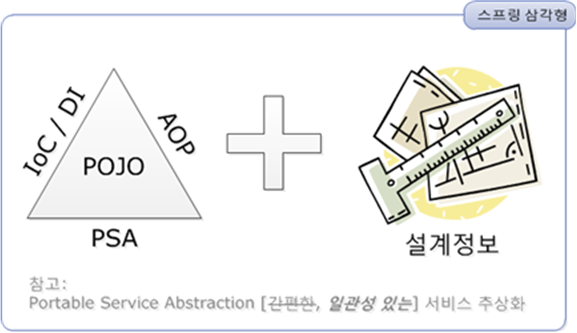 스프링 삼각형
IoC / DI
AOP
POJO
PSA
설계정보
참고:
Portable Service Abstraction [간편한, 일관성 있는] 서비스 추상화